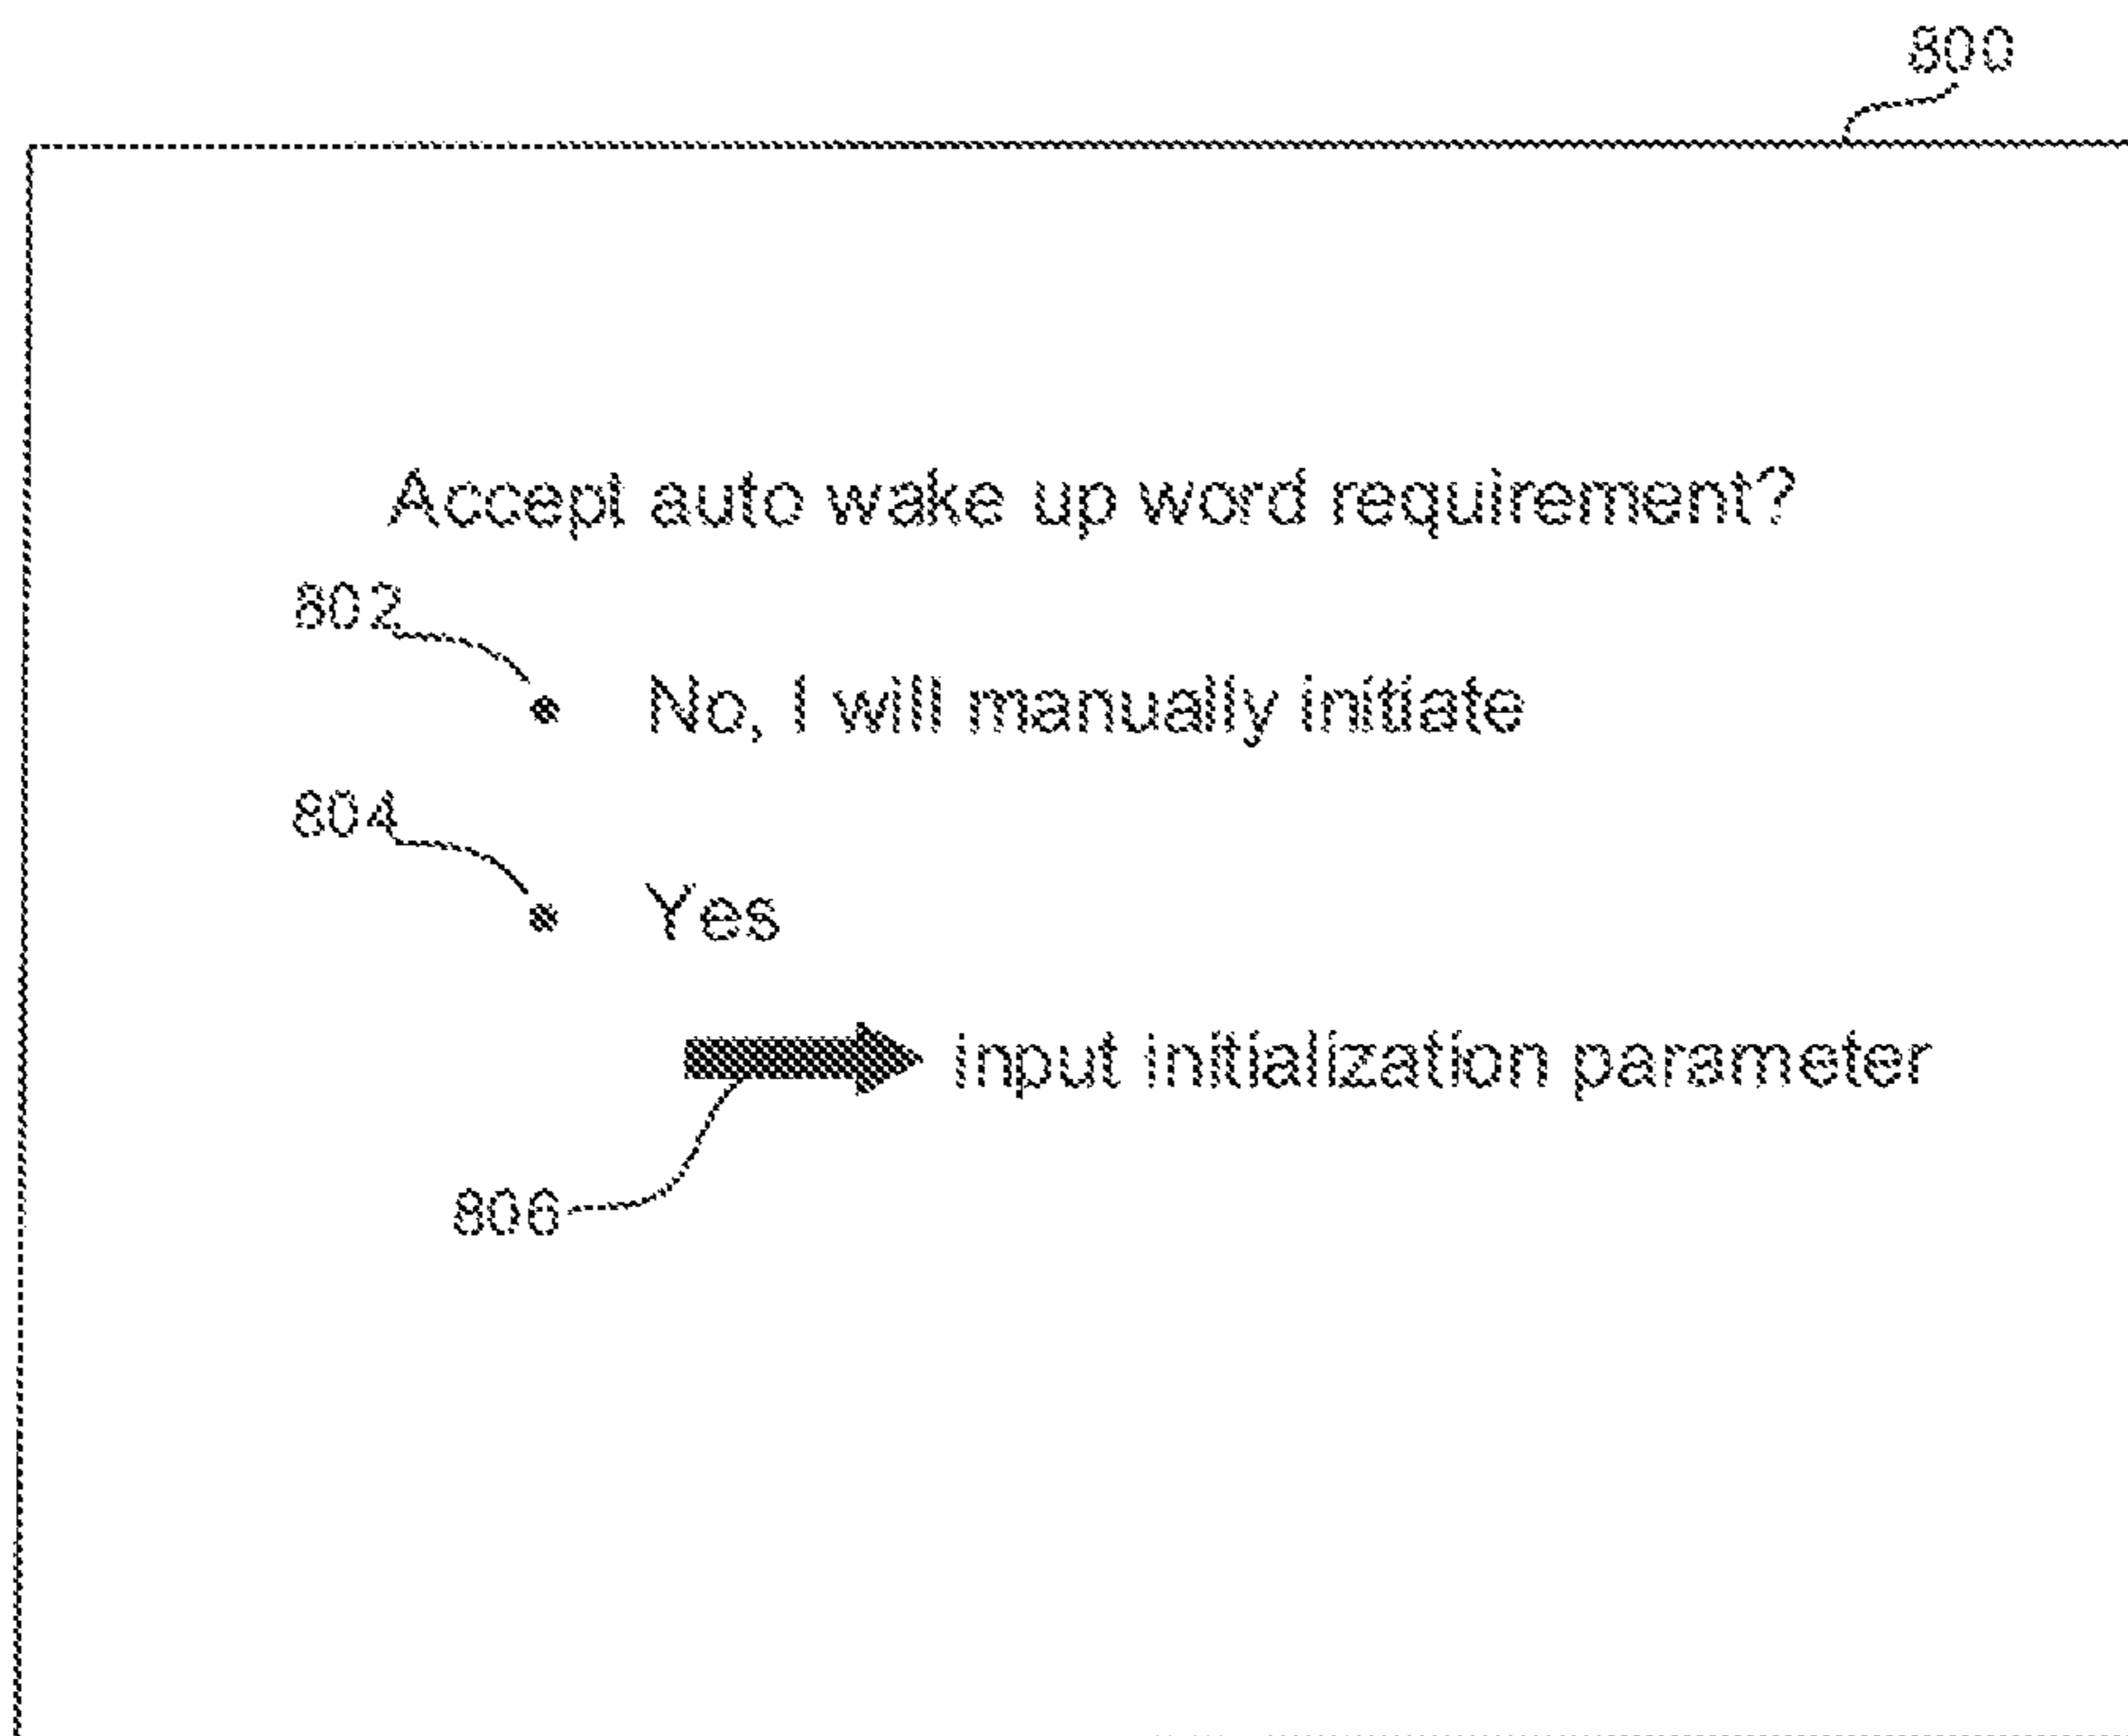 800
Accept auto wake up word requirement?
802
No, I will manually initiate
804
Yes
input initialization parameter
806